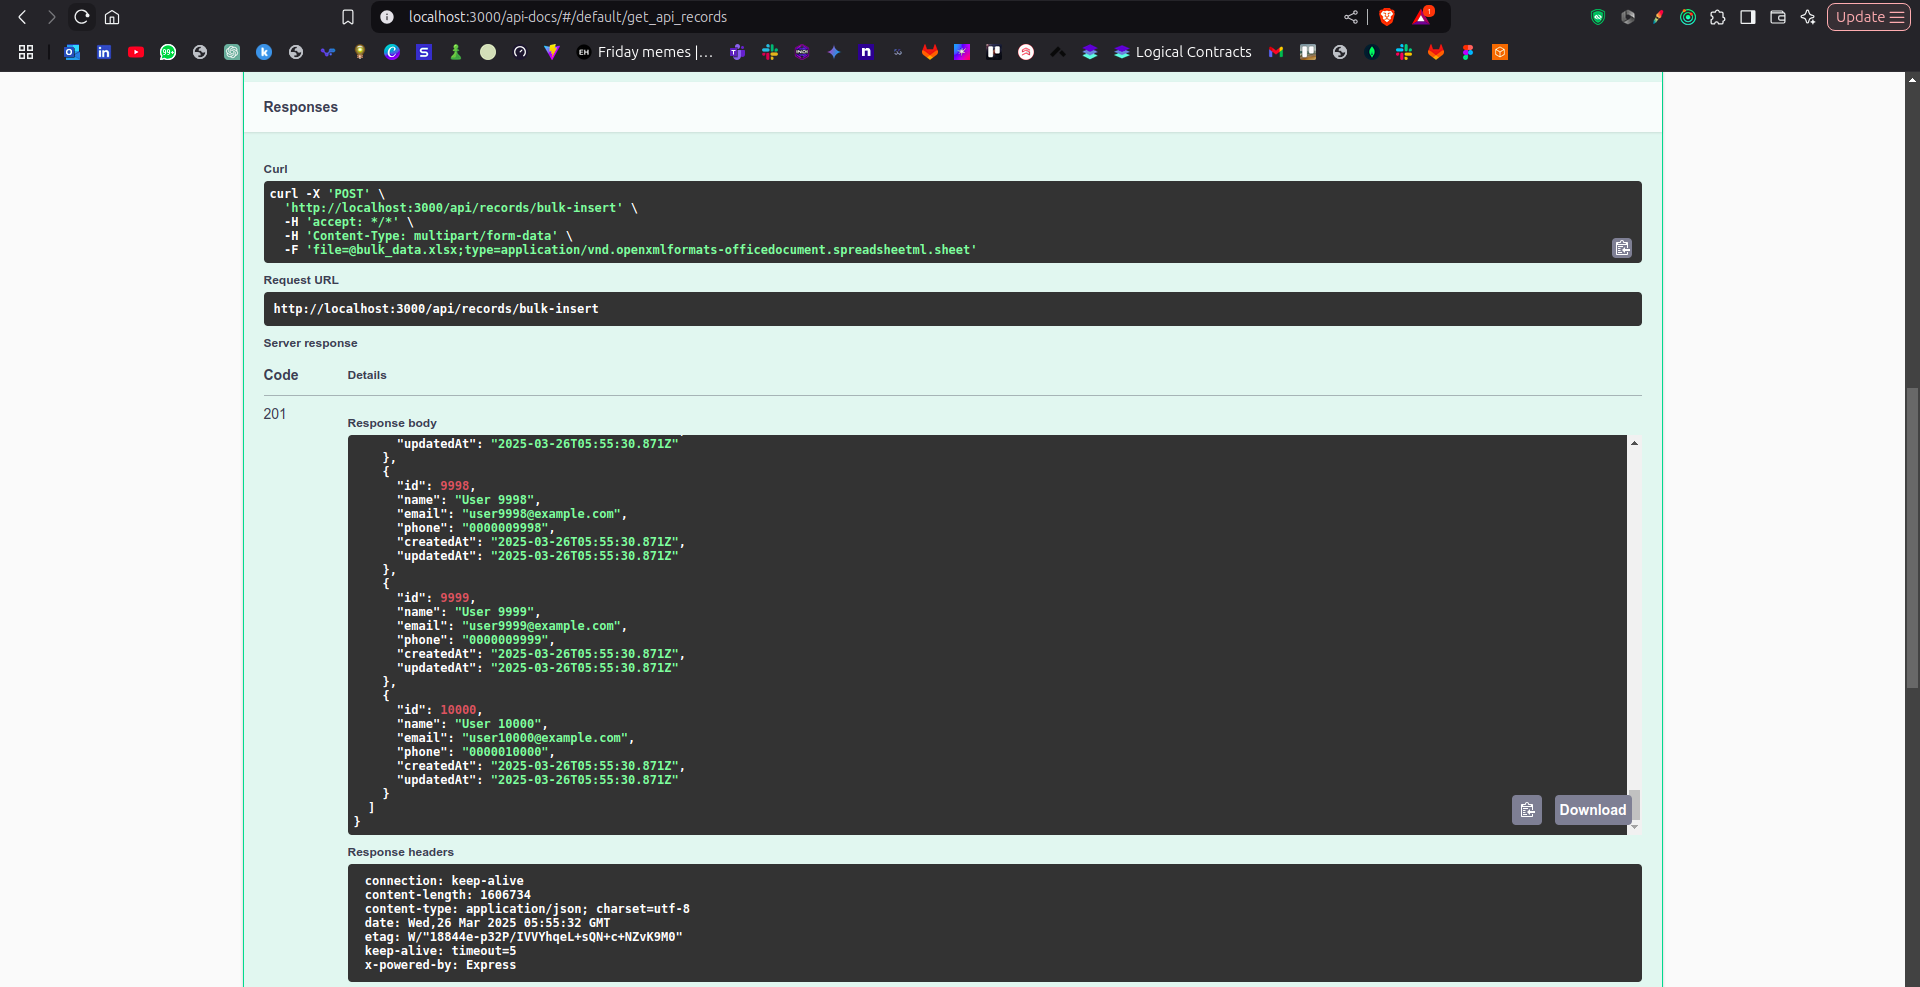 localhost:3000/api-docs/#/default/get_api_records
1
Update
99+
EH Friday memes |...
Logical Contracts
Responses
Curl
curl -X 'POST' \
'http://localhost:3000/api/records/bulk-insert' \
-H 'accept: */*' \
-H 'Content-Type: multipart/form-data' \
-F 'file=@bulk_data.xlsx;type=application/vnd.openxmlformats-officedocument.spreadsheetml.sheet'
Request URL
http://localhost:3000/api/records/bulk-insert
Server response
Code Details
201
Response body
"updatedAt": "2025-03-26T05:55:30.871Z"
},
{
"id": 9998,
"name": "User 9998",
"email": "user9998@example.com",
"phone": "0000009998",
"createdAt": "2025-03-26T05:55:30.871Z",
"updatedAt": "2025-03-26T05:55:30.871Z"
},
{
"id": 9999,
"name": "User 9999",
"email": "user9999@example.com",
"phone": "0000009999",
"createdAt": "2025-03-26T05:55:30.871Z",
"updatedAt": "2025-03-26T05:55:30.871Z"
},
{
"id": 10000,
"name": "User 10000",
"email": "user10000@example.com",
"phone": "0000010000",
"createdAt": "2025-03-26T05:55:30.871Z",
"updatedAt": "2025-03-26T05:55:30.871Z"
}
]
}
Download
Response headers
connection: keep-alive
content-length: 1606734
content-type: application/json; charset=utf-8
date: Wed,26 Mar 2025 05:55:32 GMT
etag: W/"18844e-p32P/IVVYhqeL+sQN+c+NZvK9M0"
keep-alive: timeout=5
x-powered-by: Express